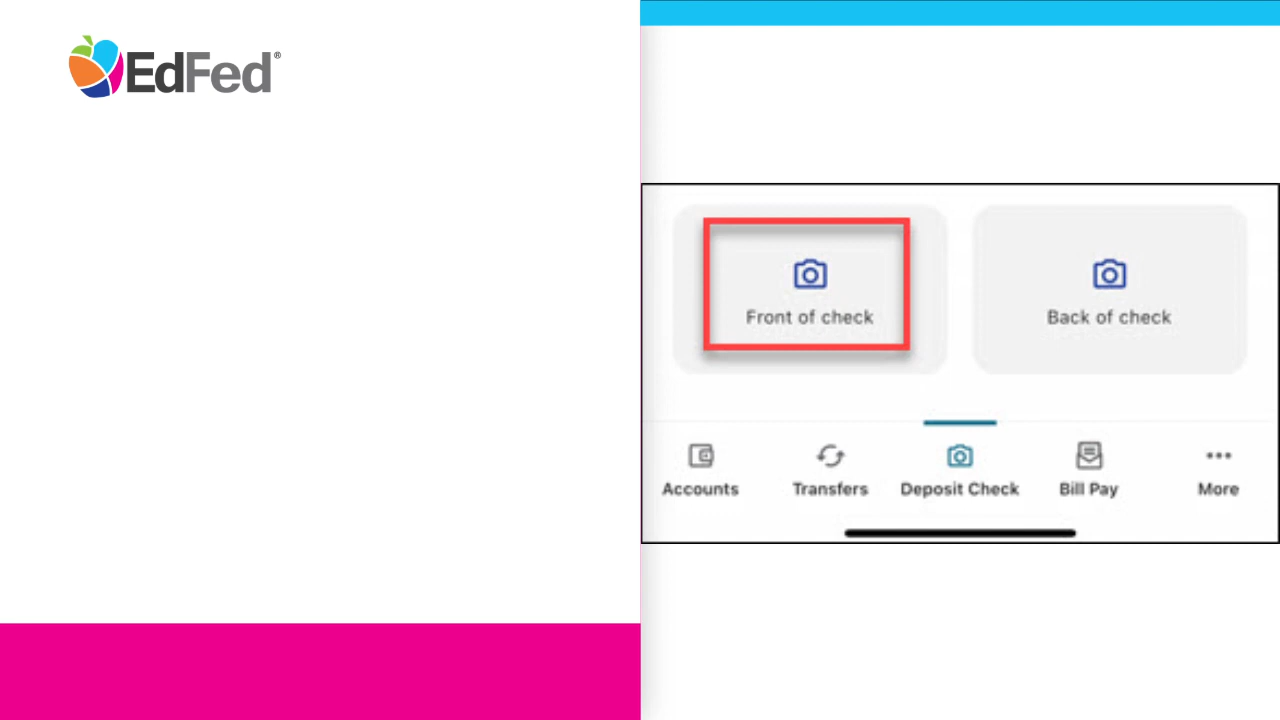 EdFed®
Front of check
Back of check
Accounts
Transfers
Deposit Check
Bill Pay
More